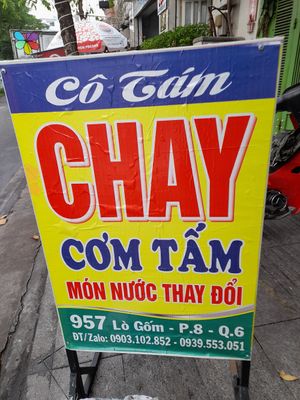 Cô Tám
CHAY
CƠM TẤM
MÓN NƯỚC THAY ĐỔI
957 Lò Gốm - P.8 - Q.6
ĐT/Zalo: 0903.102.852 - 0939.553.051